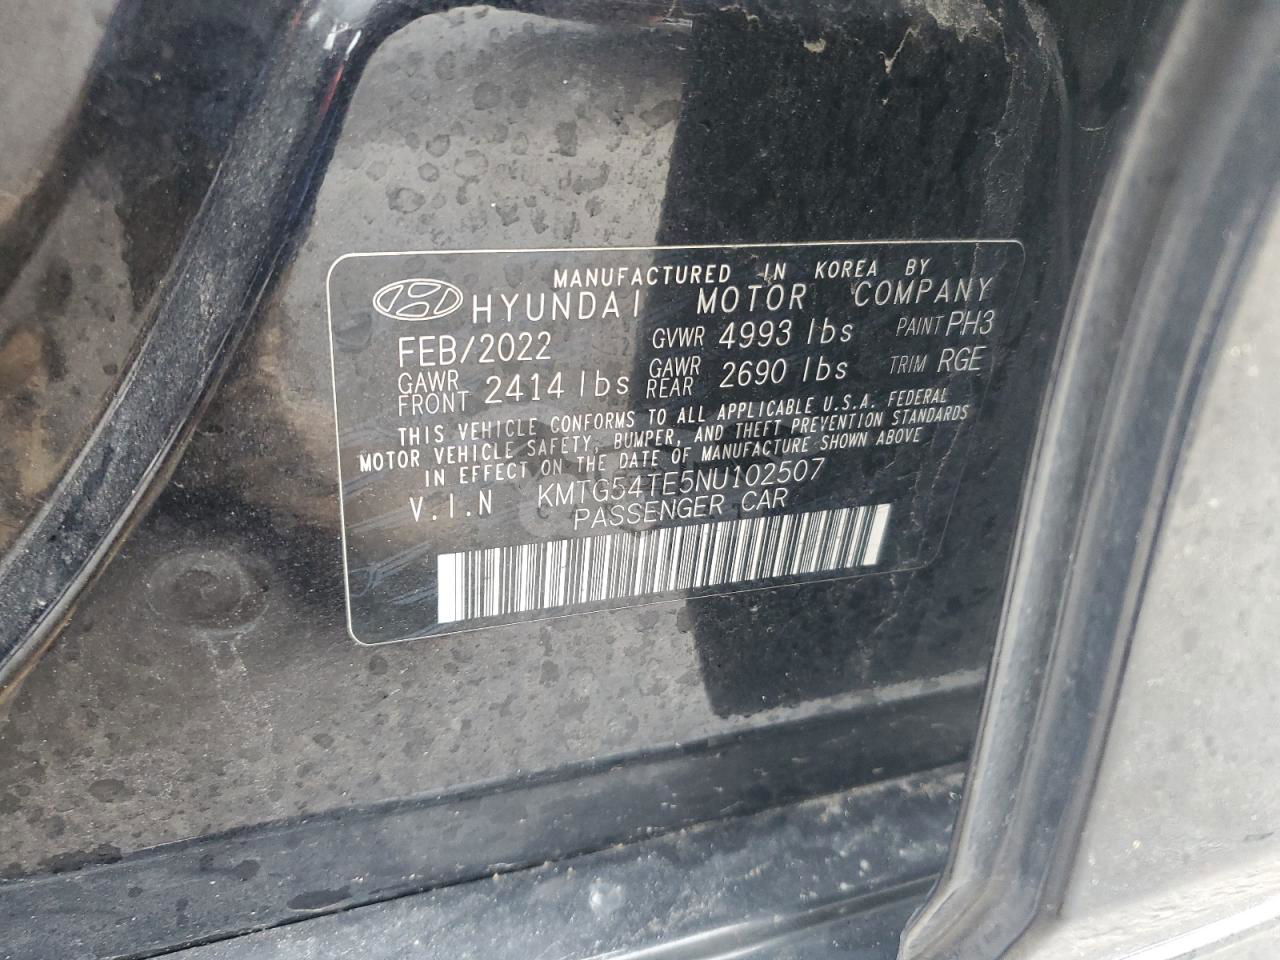 MANUFACTURED IN KOREA BY
HYUNDAI MOTOR COMPANY
FEB/2022 GVWR 4993 lbs PAINT PH3
GAWR FRONT 2414 lbs GAWR REAR 2690 lbs TRIM RGE
THIS VEHICLE CONFORMS TO ALL APPLICABLE U.S.A. FEDERAL
MOTOR VEHICLE SAFETY, BUMPER, AND THEFT PREVENTION STANDARDS
IN EFFECT ON THE DATE OF MANUFACTURE SHOWN ABOVE
V.I.N KMTG54TE5NU102507
PASSENGER CAR